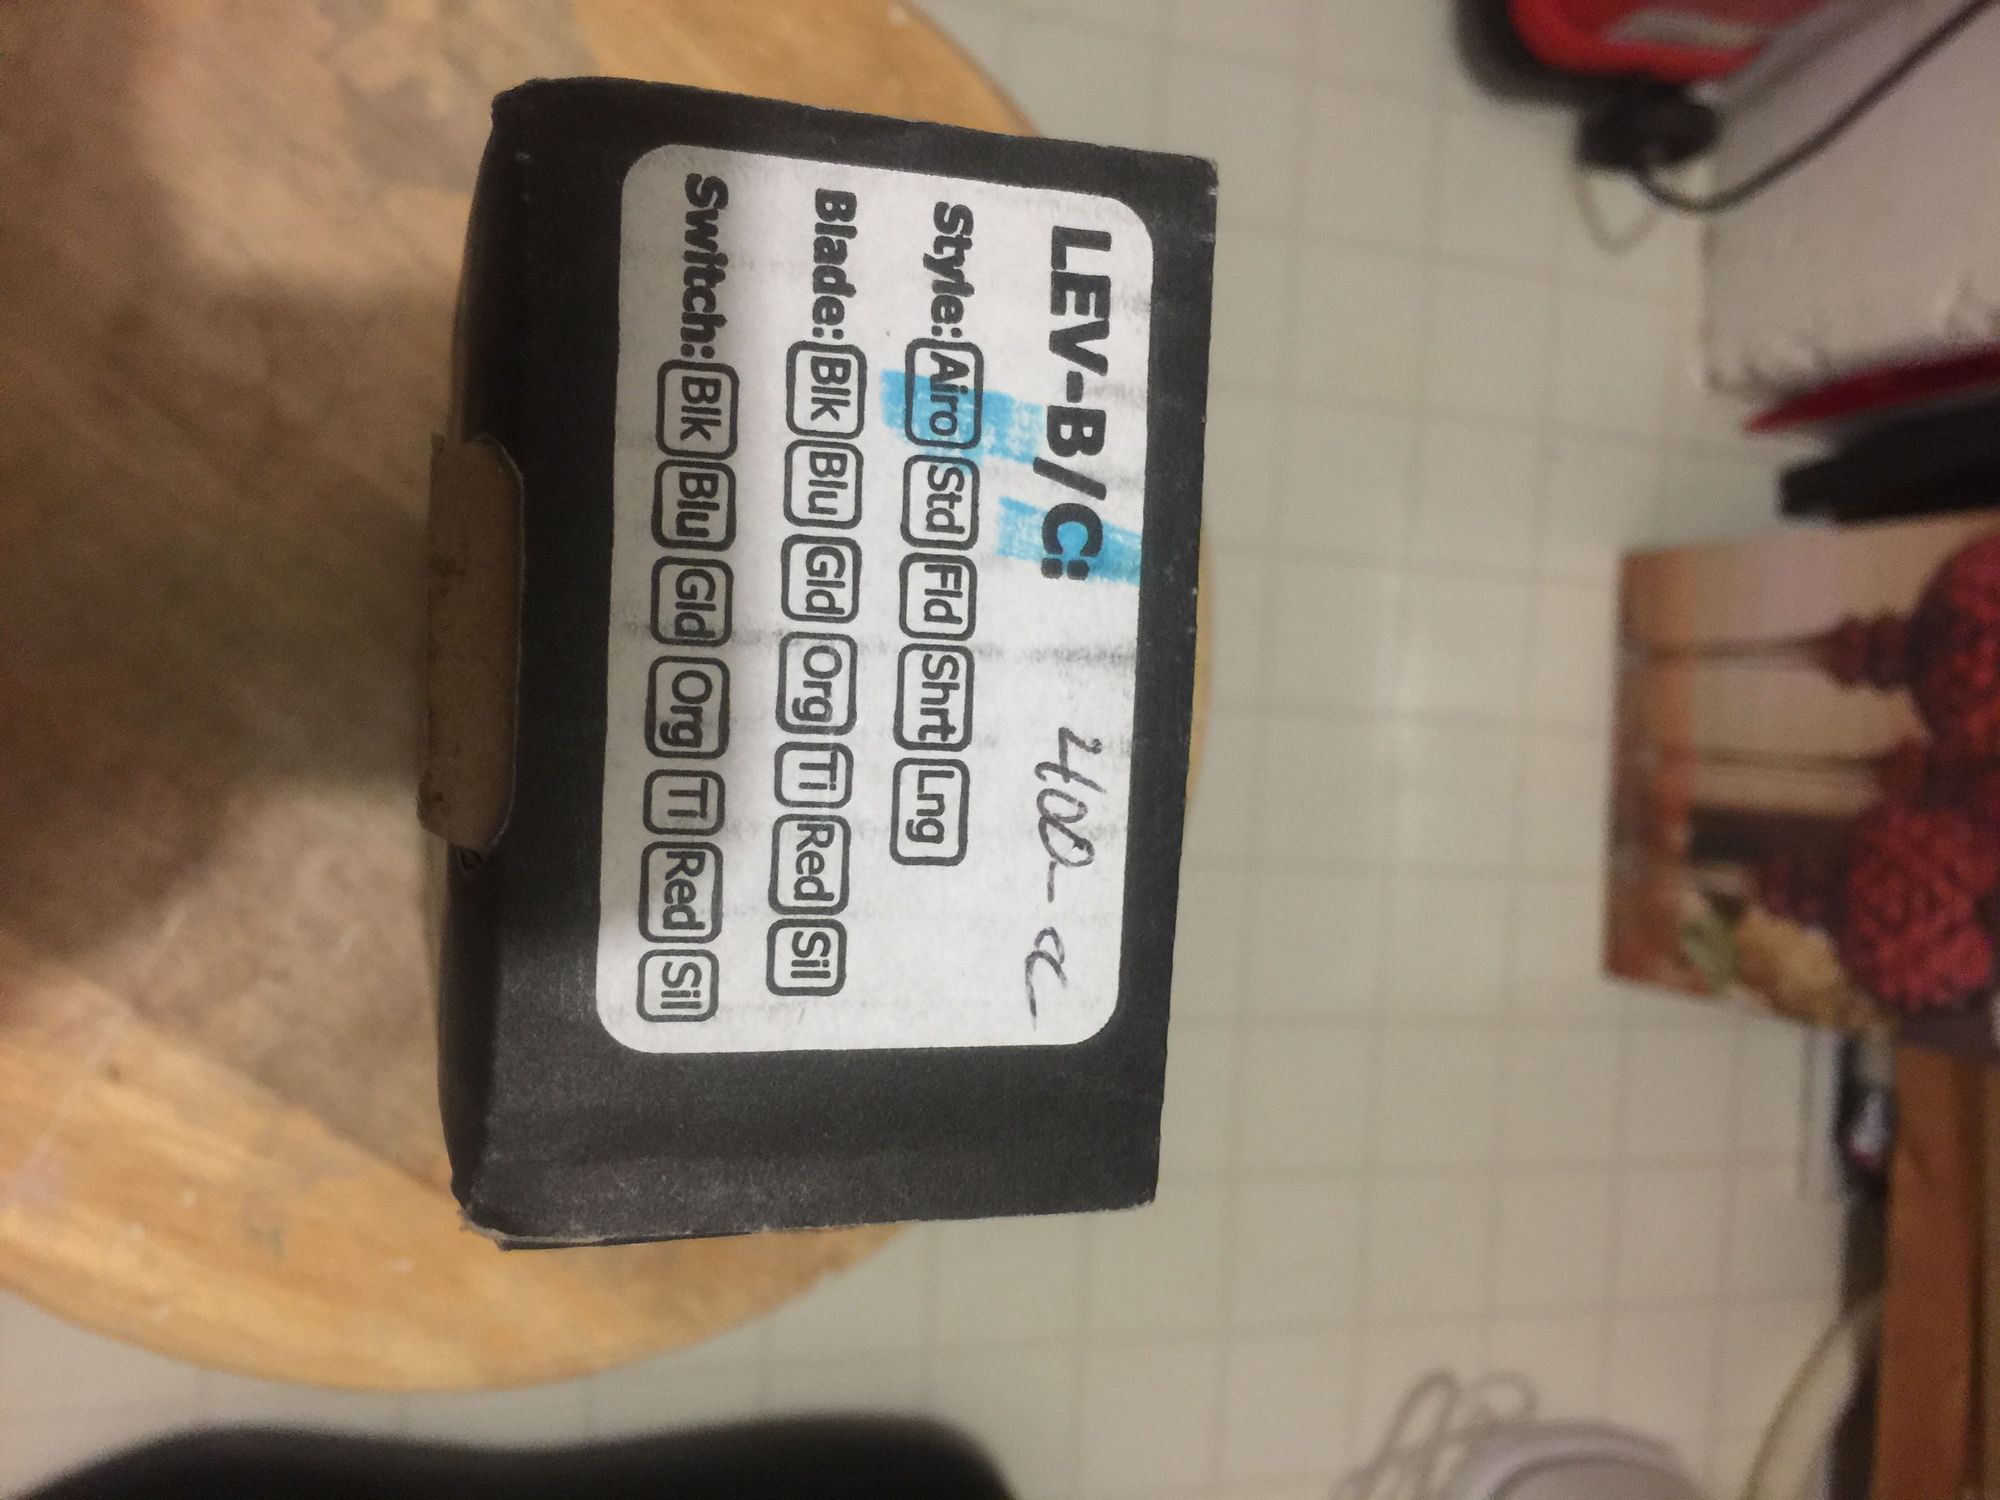 LEV-B/C: 400-α
Style: Airo Std Fld Shrt Lng
Blade: Blk Blu Gld Org Ti Red Sil
Switch: Blk Blu Gld Org Ti Red Sil